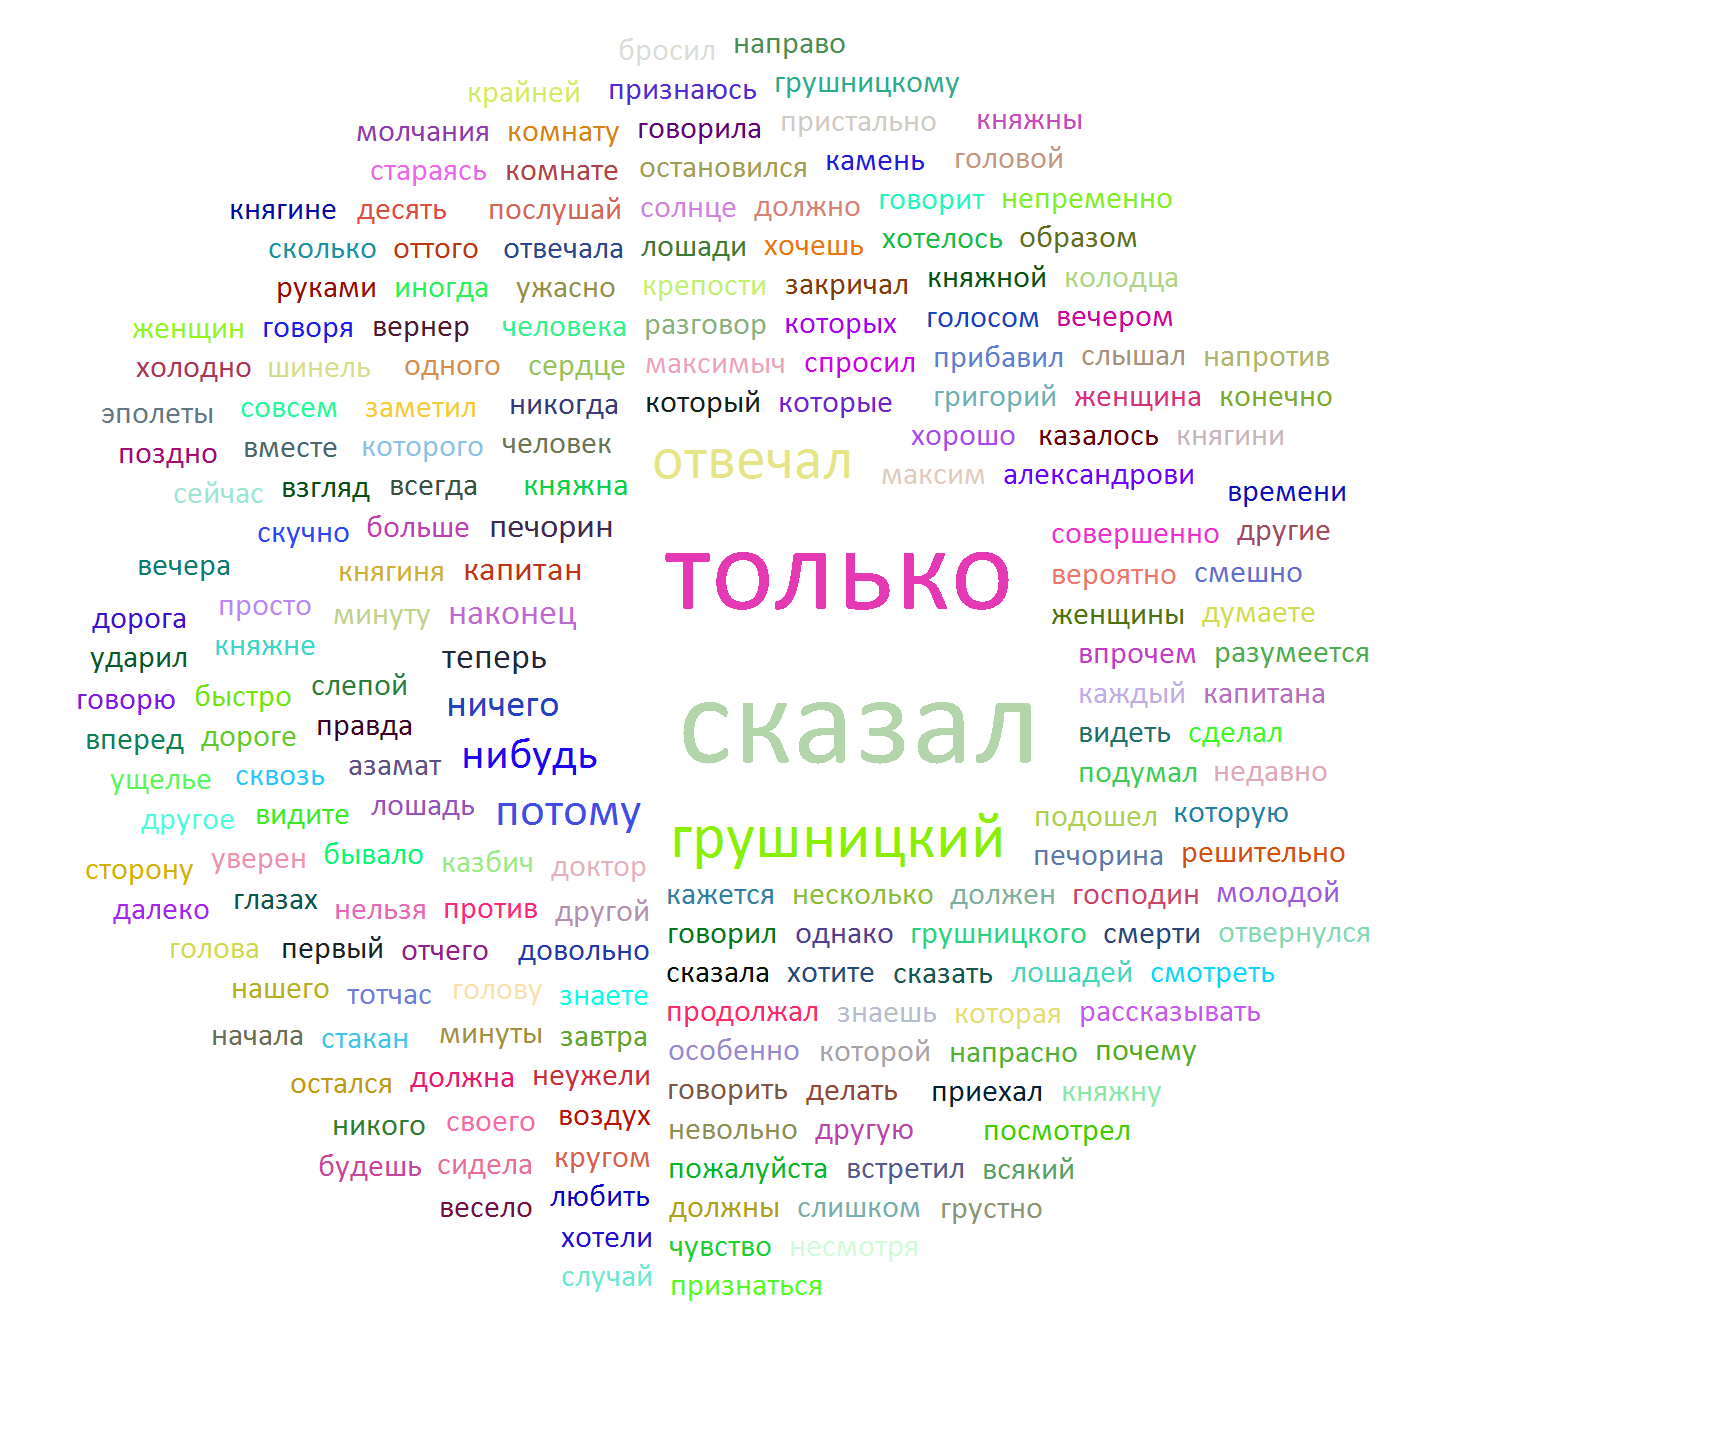 бросил направо
крайней признаюсь грушницкому
молчания комнату говорила пристально княжны
стараясь комнате остановился камень головой
княгине десять послушай солнце должно говорит непременно
сколько оттого отвечала лошади хочешь хотелось образом
руками иногда ужасно крепости закричал княжной колодца
женщин говоря вернер человека разговор которых голосом вечером
холодно шинель одного сердце максимыч спросил прибавил слышал напротив
эполеты совсем заметил никогда который которые григорий женщина конечно
поздно вместе которого человек отвечал хорошо казалось княгини
сейчас взгляд всегда княжна максим александрови времени
скучно больше печорин совершенно другие
вечера княгиня капитан только вероятно смешно
дорога просто минуту наконец женщины думаете
ударил княжне теперь впрочем разумеется
говорю быстро слепой ничего каждый капитана
вперед дороге правда сказал видеть сделал
ущелье сквозь азамат нибудь подумал недавно
другое видите лошадь потому грушницкий подошел которую
сторону уверен бывало казбич доктор печорина решительно
далеко глазах нельзя против другой кажется несколько должен господин молодой
голова первый отчего довольно говорил однако грушницкого смерти отвернулся
нашего тотчас голову знаете сказала хотите сказать лошадей смотреть
начала стакан минуты завтра продолжал знаешь которая рассказывать
остался должна неужели особенно которой напрасно почему
никого своего воздух говорить делать приехал княжну
будешь сидела кругом невольно другую посмотрел
весело любить пожалуйста встретил всякий
хотели должны слишком грустно
случай чувство несмотря
признаться